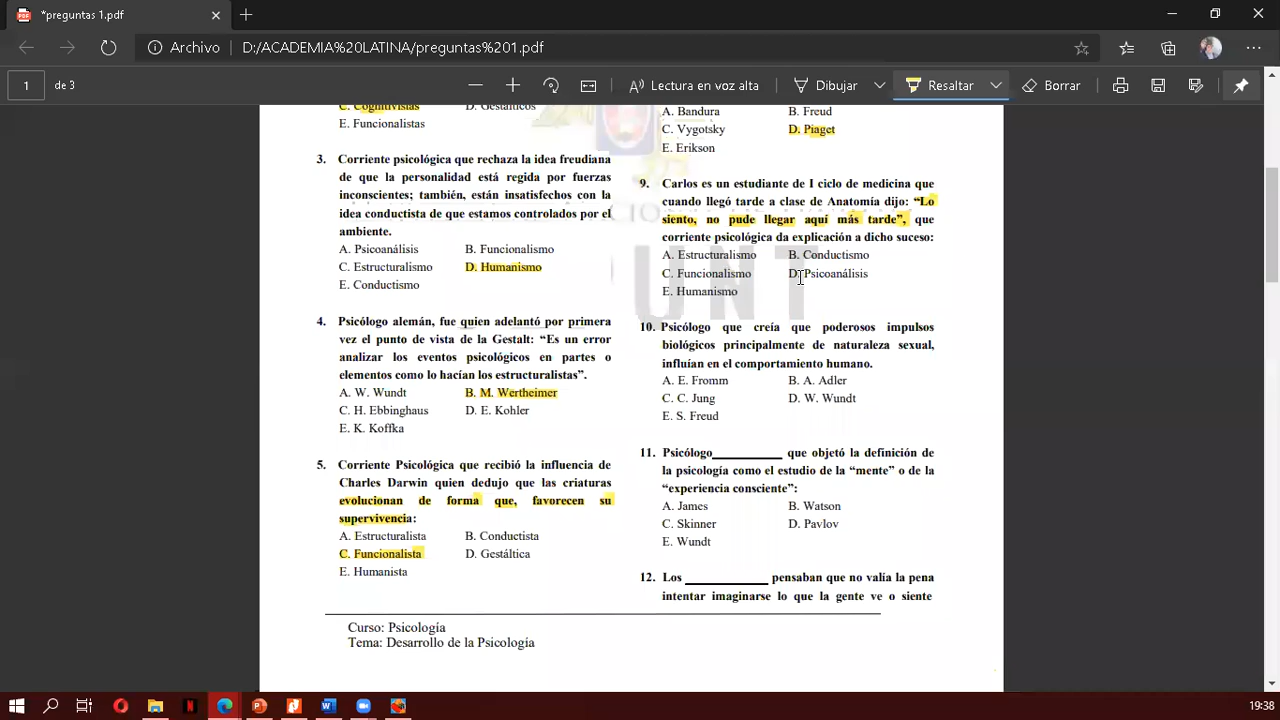 *preguntas 1.pdf
Archivo
D:/ACADEMIA%20LATINA/preguntas%201.pdf
1
de 3
Lectura en voz alta
Dibujar
Resaltar
Borrar
C. Cognitivistas D. Gestálticos
E. Funcionalistas
3. Corriente psicológica que rechaza la idea freudiana
de que la personalidad está regida por fuerzas
inconscientes; también, están insatisfechos con la
idea conductista de que estamos controlados por el
ambiente.
A. Psicoanálisis B. Funcionalismo
C. Estructuralismo D. Humanismo
E. Conductismo
4. Psicólogo alemán, fue quien adelantó por primera
vez el punto de vista de la Gestalt: “Es un error
analizar los eventos psicológicos en partes o
elementos como lo hacían los estructuralistas”.
A. W. Wundt B. M. Wertheimer
C. H. Ebbinghaus D. E. Kohler
E. K. Koffka
5. Corriente Psicológica que recibió la influencia de
Charles Darwin quien dedujo que las criaturas
evolucionan de forma que, favorecen su
supervivencia:
A. Estructuralista B. Conductista
C. Funcionalista D. Gestáltica
E. Humanista
A. Bandura B. Freud
C. Vygotsky D. Piaget
E. Erikson
9. Carlos es un estudiante de I ciclo de medicina que
cuando llegó tarde a clase de Anatomía dijo: “Lo
siento, no pude llegar aquí más tarde”, que
corriente psicológica da explicación a dicho suceso:
A. Estructuralismo B. Conductismo
C. Funcionalismo D. Psicoanálisis
E. Humanismo
10. Psicólogo que creía que poderosos impulsos
biológicos principalmente de naturaleza sexual,
influían en el comportamiento humano.
A. E. Fromm B. A. Adler
C. C. Jung D. W. Wundt
E. S. Freud
11. Psicólogo__________ que objetó la definición de
la psicología como el estudio de la “mente” o de la
“experiencia consciente”:
A. James B. Watson
C. Skinner D. Pavlov
E. Wundt
12. Los ____________ pensaban que no valía la pena
intentar imaginarse lo que la gente ve o siente
UNT
Curso: Psicología
Tema: Desarrollo de la Psicología
19:38